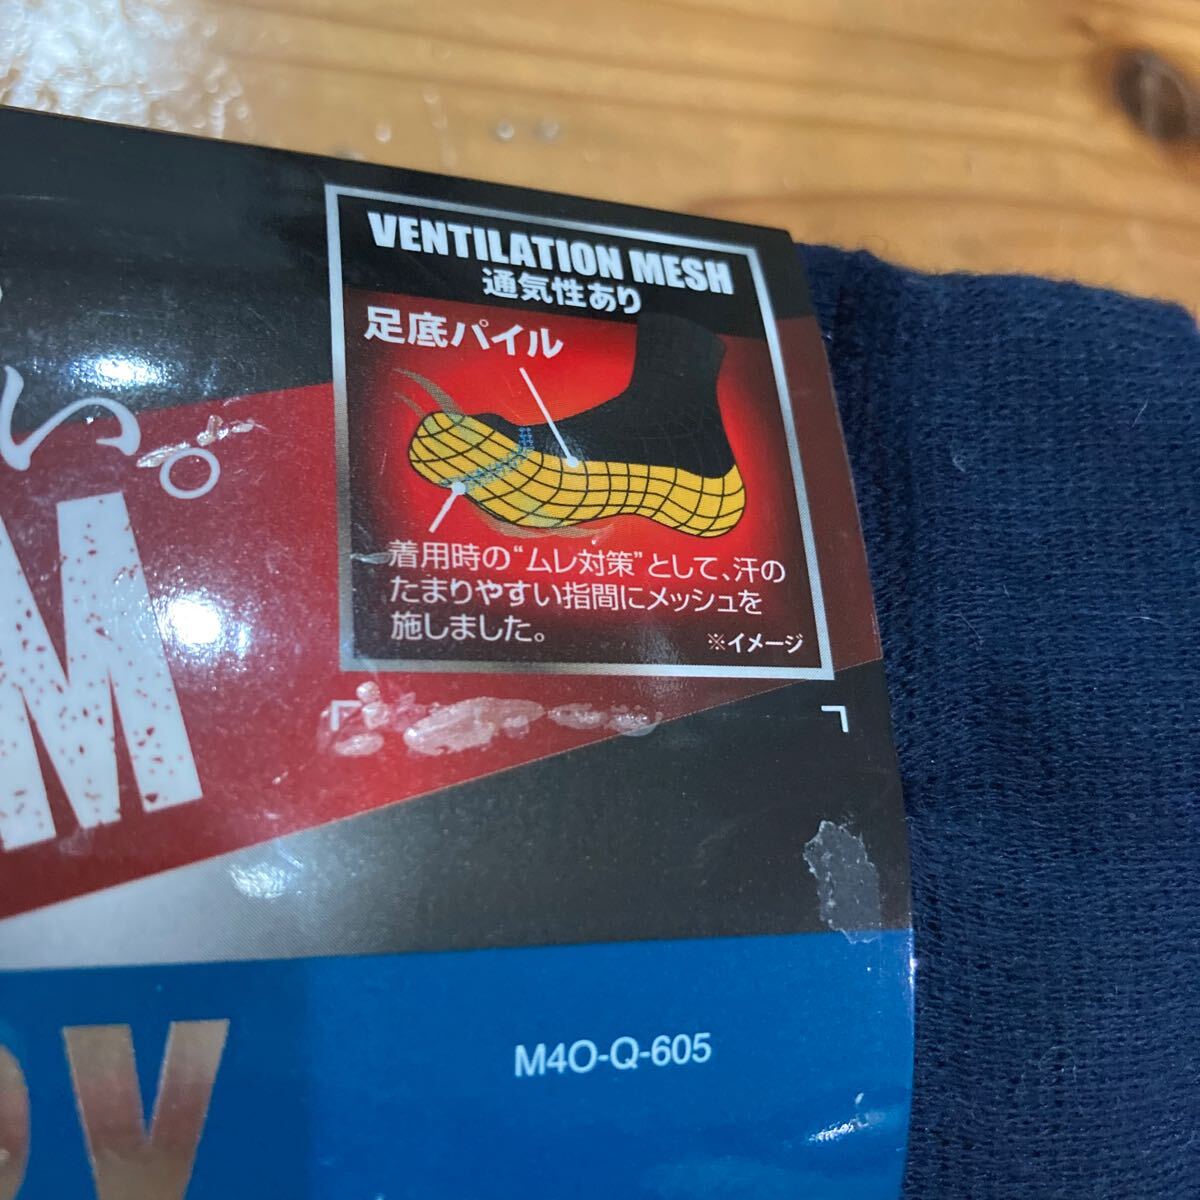 VENTILATION MESH
通気性あり
足底パイル
着用時の“ムレ対策”として、汗の
たまりやすい指間にメッシュを
施しました。
※イメージ
い。
M
M4O-Q-605